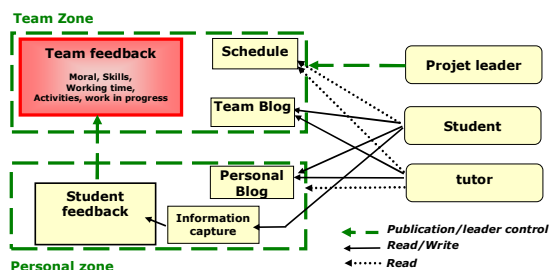 Team Zone
Team feedback
Moral, Skills,
Working time,
Activities, work in progress
Schedule
Team Blog
Projet leader
Student
tutor
Personal
Blog
Student
feedback
Information
capture
Personal zone
Publication/leader control
Read/Write
Read